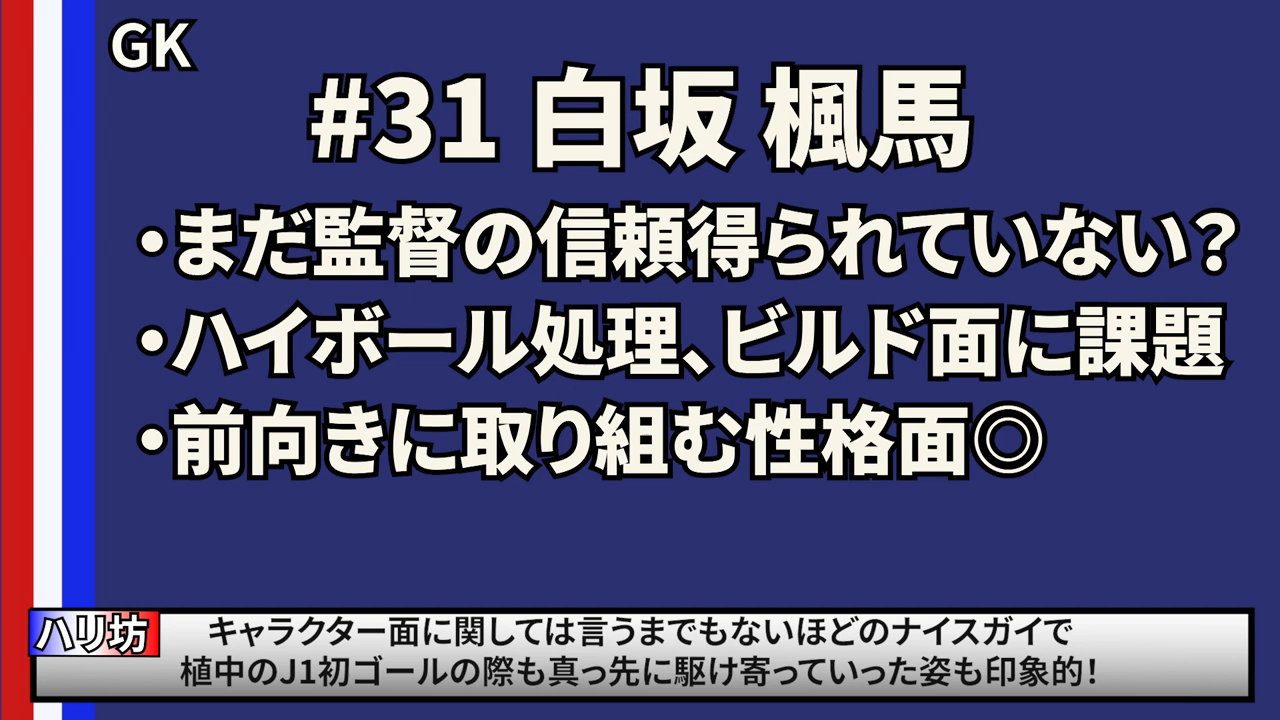 GK
#31 白坂 楓馬
・まだ監督の信頼得られていない?
・ハイボール処理、ビルド面に課題
・前向きに取り組む性格面◎
ハリ坊
キャラクター面に関しては言うまでもないほどのナイスガイで
植中のJ1初ゴールの際も真っ先に駆け寄っていった姿も印象的!